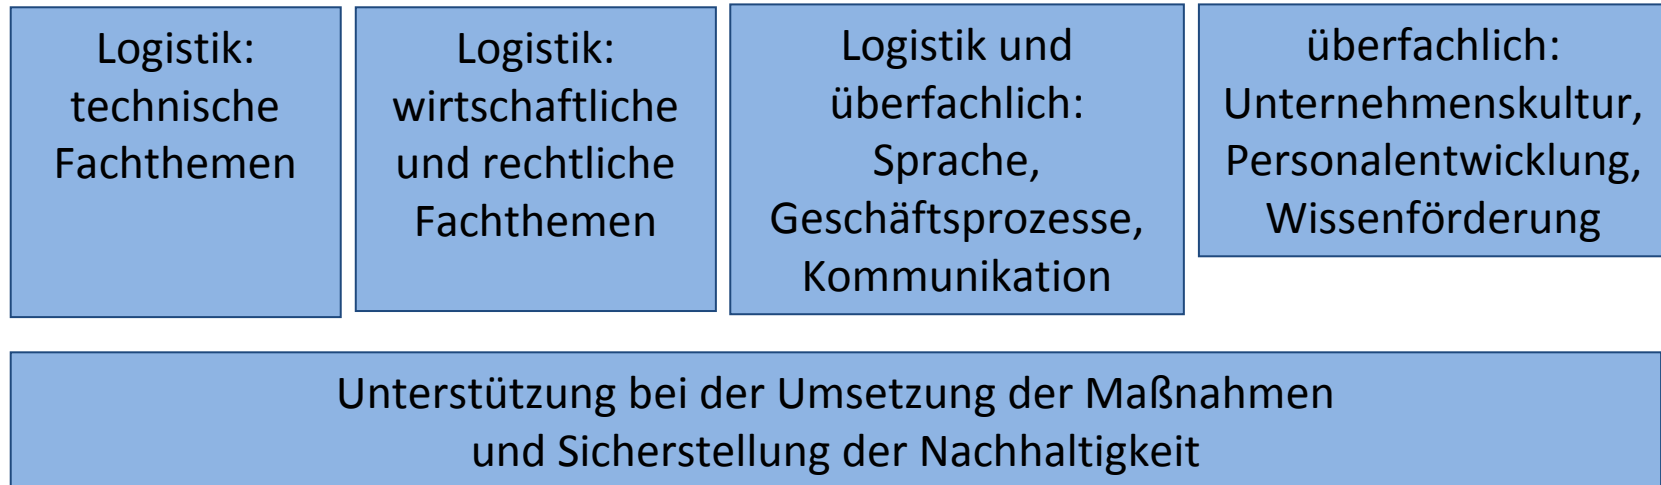 Logistik:
technische
Fachthemen
Logistik:
wirtschaftliche
und rechtliche
Fachthemen
Logistik und
überfachlich:
Sprache,
Geschäftsprozesse,
Kommunikation
überfachlich:
Unternehmenskultur,
Personalentwicklung,
Wissenförderung
Unterstützung bei der Umsetzung der Maßnahmen
und Sicherstellung der Nachhaltigkeit